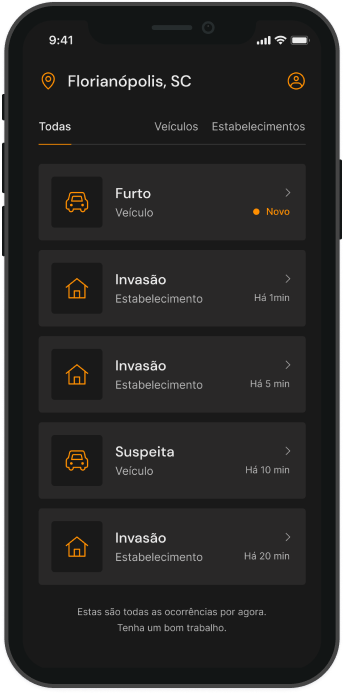 9:41
Florianópolis, SC
Todas Veículos Estabelecimentos
Furto
Veículo Novo
Invasão
Estabelecimento Há 1min
Invasão
Estabelecimento Há 5 min
Suspeita
Veículo Há 10 min
Invasão
Estabelecimento Há 20 min
Estas são todas as ocorrências por agora.
Tenha um bom trabalho.